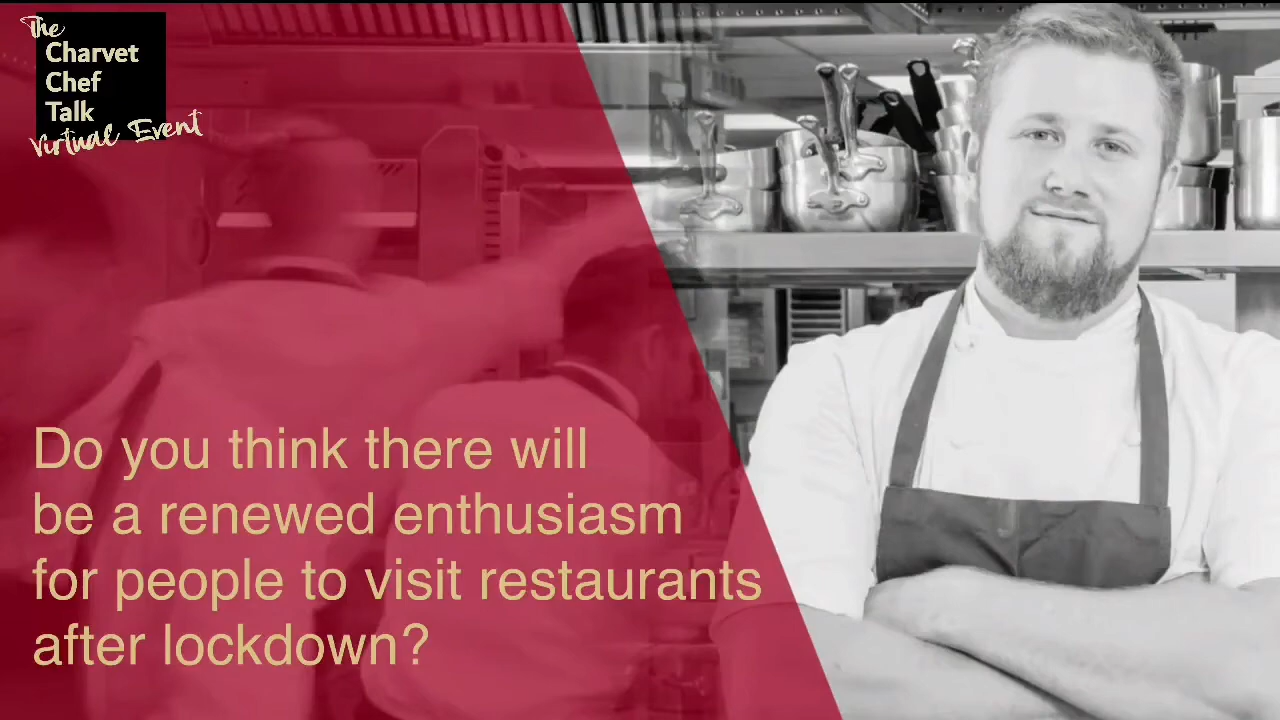 The
Charvet
Chef
Talk
Virtual Event
Do you think there will
be a renewed enthusiasm
for people to visit restaurants
after lockdown?